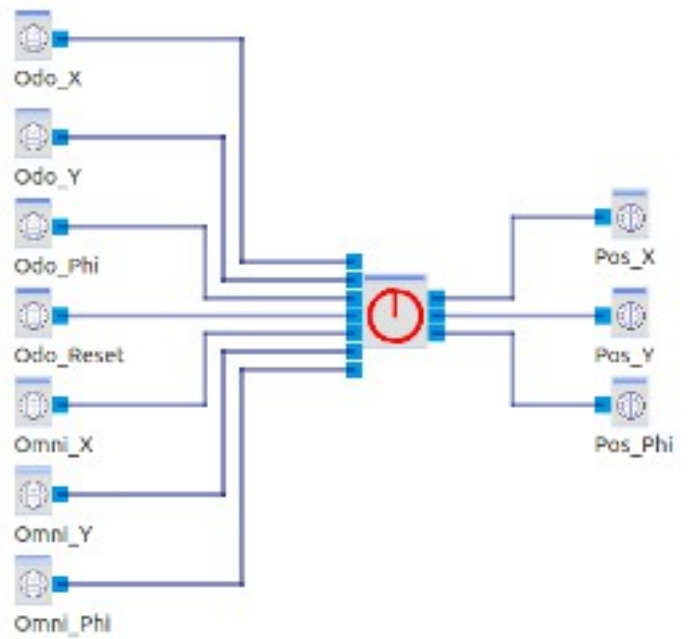 Odo_X
Odo_Y
Odo_Phi
Odo_Reset
Omni_X
Omni_Y
Omni_Phi
Pos_X
Pos_Y
Pos_Phi